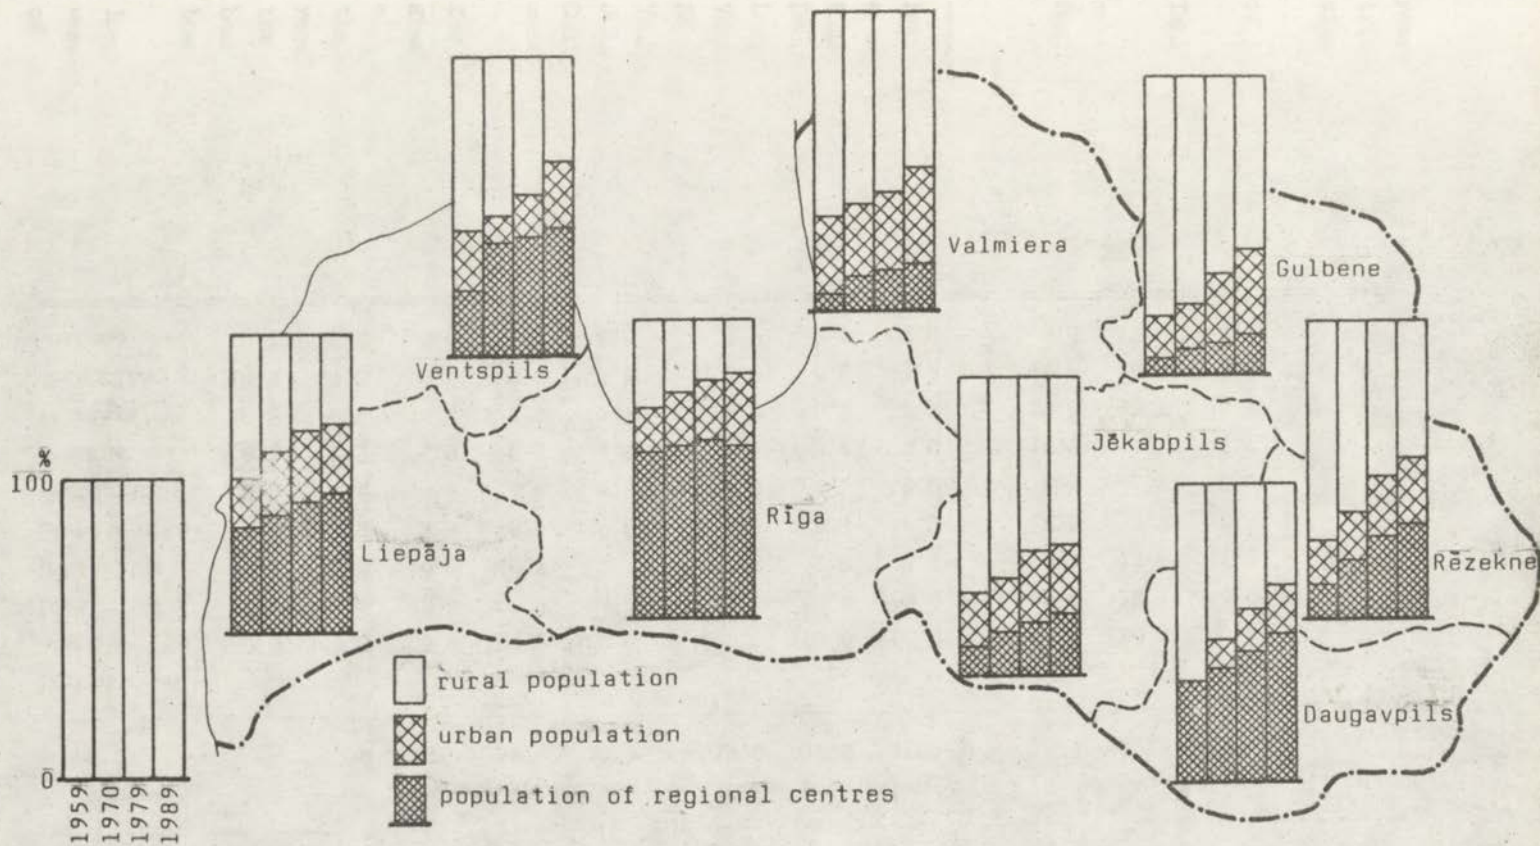 Valmiera
Gulbene
Ventspils
Jēkabpils
%
100
Rīga
Liepāja
Rēzekne
rural population
Daugavpils
urban population
0
population of regional centres
1959
1970
1979
1989